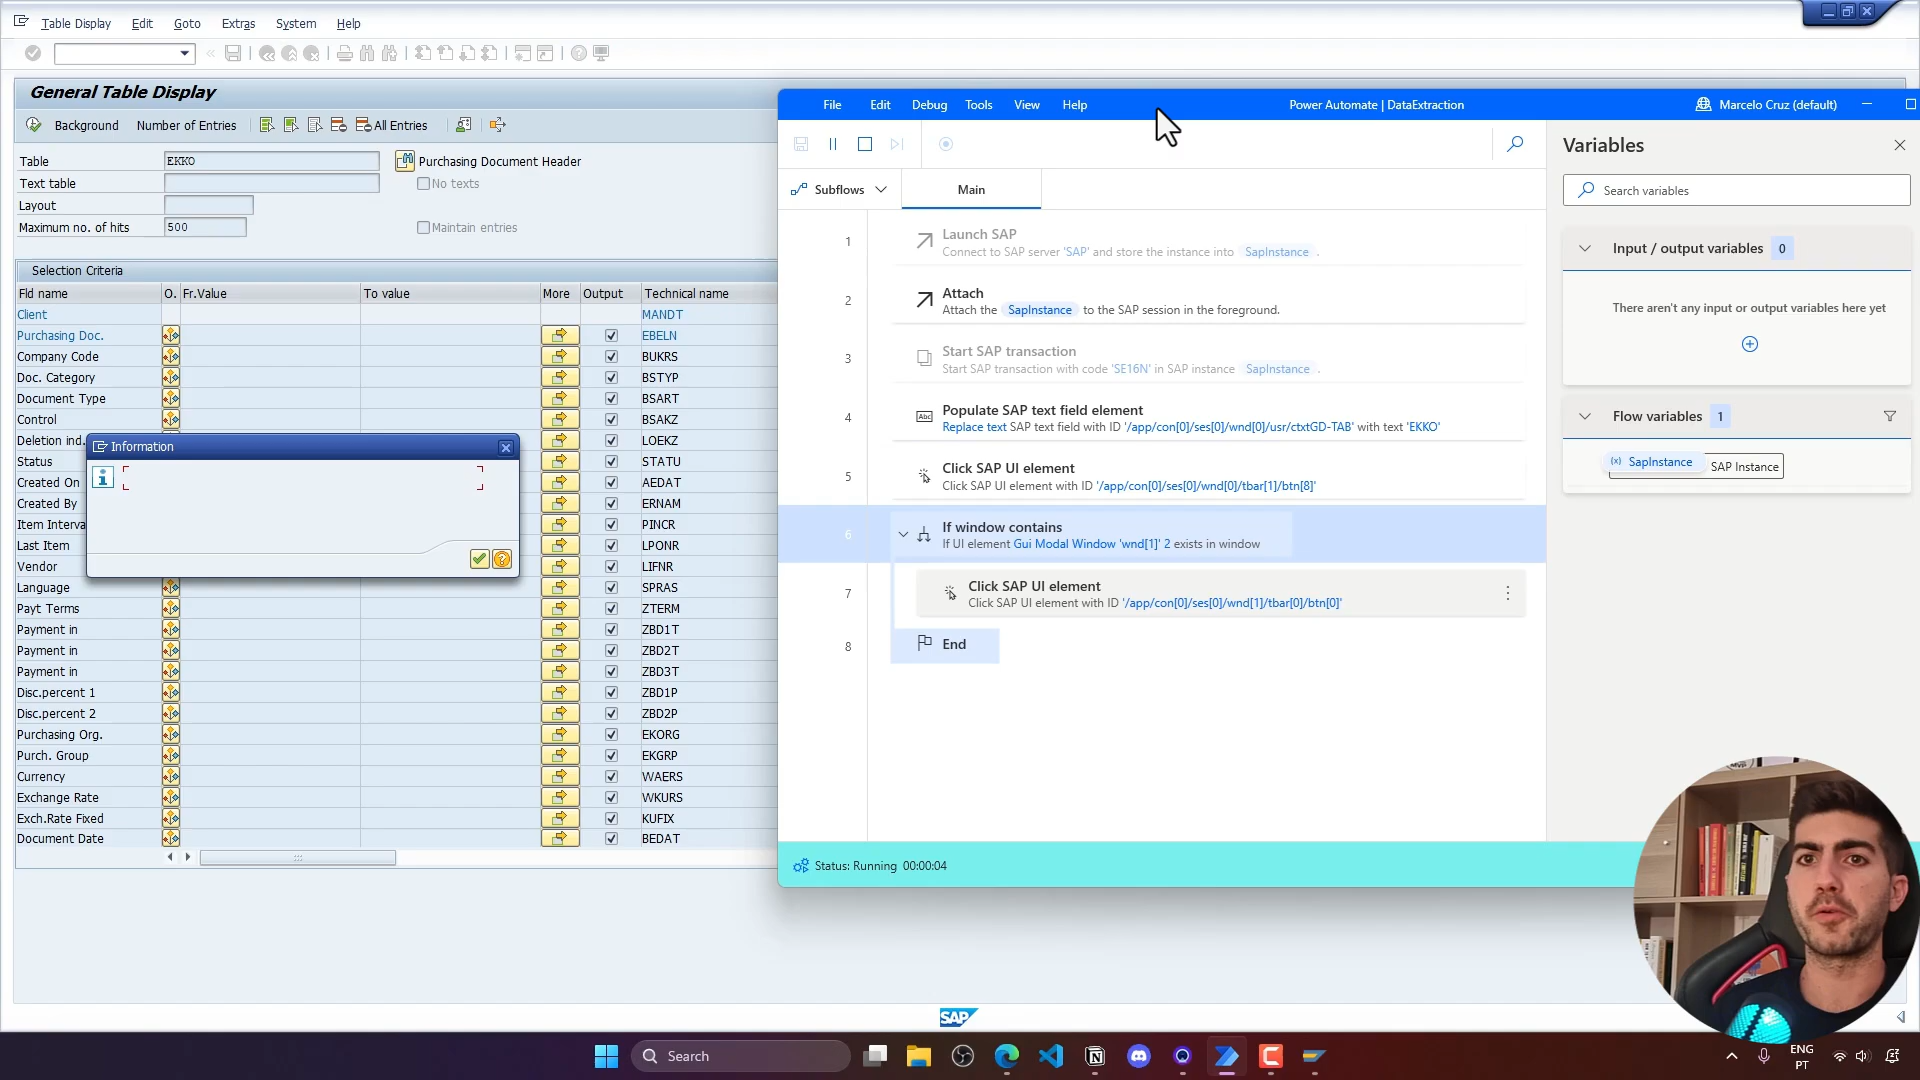 Table Display Edit Goto Extras System Help
General Table Display
Background Number of Entries All Entries
Table EKKO Purchasing Document Header
Text table No texts
Layout
Maximum no. of hits 500 Maintain entries
Selection Criteria
Fld name O. Fr.Value To value More Output Technical name
Client MANDT
Purchasing Doc. EBELN
Company Code BUKRS
Doc. Category BSTYP
Document Type BSART
Control BSAKZ
Deletion ind. LOEKZ
Status STATU
Created On AEDAT
Created By ERNAM
Item Interva PINCR
Last Item LPONR
Vendor LIFNR
Language SPRAS
Payt Terms ZTERM
Payment in ZBD1T
Payment in ZBD2T
Payment in ZBD3T
Disc.percent 1 ZBD1P
Disc.percent 2 ZBD2P
Purchasing Org. EKORG
Purch. Group EKGRP
Currency WAERS
Exchange Rate WKURS
Exch.Rate Fixed KUFIX
Document Date BEDAT
Information
File Edit Debug Tools View Help Power Automate | DataExtraction Marcelo Cruz (default)
Subflows Main
1 Launch SAP
Connect to SAP server 'SAP' and store the instance into SapInstance .
2 Attach
Attach the SapInstance to the SAP session in the foreground.
3 Start SAP transaction
Start SAP transaction with code 'SE16N' in SAP instance SapInstance .
4 Abc Populate SAP text field element
Replace text SAP text field with ID '/app/con[0]/ses[0]/wnd[0]/usr/ctxtGD-TAB' with text 'EKKO'
5 Click SAP UI element
Click SAP UI element with ID '/app/con[0]/ses[0]/wnd[0]/tbar[1]/btn[8]'
6 If window contains
If UI element Gui Modal Window 'wnd[1]' 2 exists in window
7 Click SAP UI element
Click SAP UI element with ID '/app/con[0]/ses[0]/wnd[1]/tbar[0]/btn[0]'
8 End
Status: Running 00:00:04
Variables
Search variables
Input / output variables 0
There aren't any input or output variables here yet
Flow variables 1
(x) SapInstance SAP Instance
SAP
Search
ENG
PT